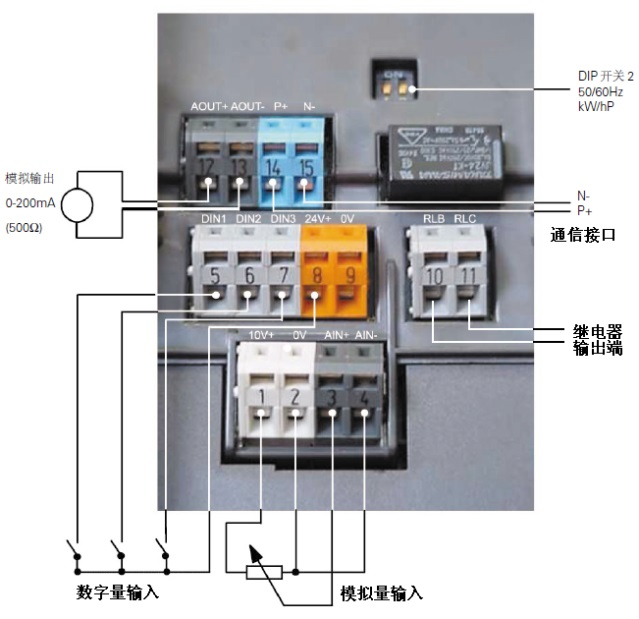 DIP 开关 2
50/60Hz
kW/hP
ON
AOUT+ AOUT- P+ N-
12 13 14 15
模拟输出
0-200mA
(500Ω)
N-
P+
通信接口
DIN1 DIN2 DIN3 24V+ 0V
5 6 7 8 9
RLB RLC
10 11
继电器
输出端
10V+ 0V AIN+ AIN-
1 2 3 4
数字量输入
模拟量输入